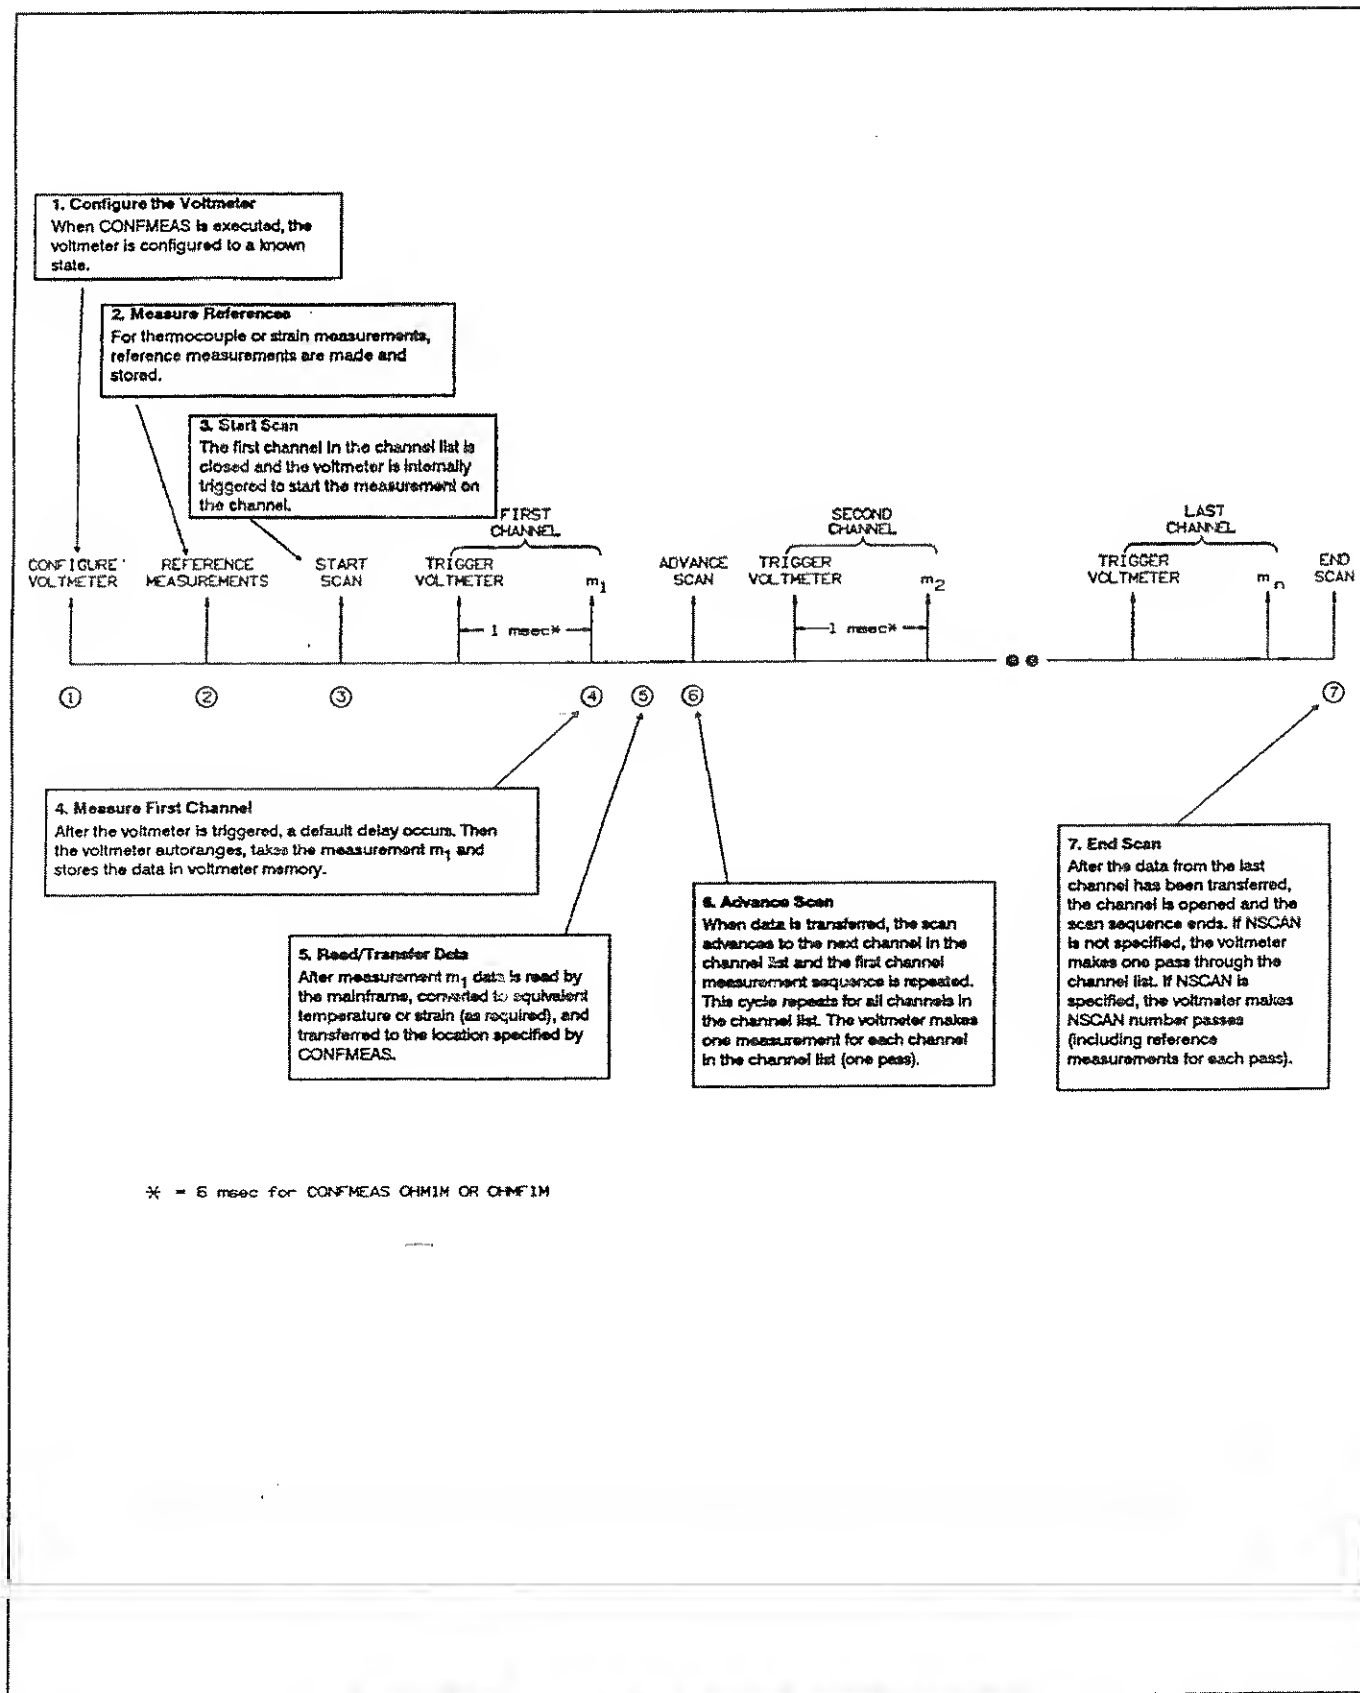 1. Configure the Voltmeter
When CONFMEAS is executed, the
voltmeter is configured to a known
state.
2. Measure References
For thermocouple or strain measurements,
reference measurements are made and
stored.
3. Start Scan
The first channel in the channel list is
closed and the voltmeter is internally
triggered to start the measurement on
the channel.
FIRST
CHANNEL
SECOND
CHANNEL
LAST
CHANNEL
CONFIGURE
VOLTMETER
REFERENCE
MEASUREMENTS
START
SCAN
TRIGGER
VOLTMETER
m1
ADVANCE
SCAN
TRIGGER
VOLTMETER
m2
TRIGGER
VOLTMETER
mn
END
SCAN
1 msec*
1 msec*
1
2
3
4
5
6
7
4. Measure First Channel
After the voltmeter is triggered, a default delay occurs. Then
the voltmeter autoranges, takes the measurement m1 and
stores the data in voltmeter memory.
5. Read/Transfer Data
After measurement m1 data is read by
the mainframe, converted to equivalent
temperature or strain (as required), and
transferred to the location specified by
CONFMEAS.
6. Advance Scan
When data is transferred, the scan
advances to the next channel in the
channel list and the first channel
measurement sequence is repeated.
This cycle repeats for all channels in
the channel list. The voltmeter makes
one measurement for each channel
in the channel list (one pass).
7. End Scan
After the data from the last
channel has been transferred,
the channel is opened and the
scan sequence ends. If NSCAN
is not specified, the voltmeter
makes one pass through the
channel list. If NSCAN is
specified, the voltmeter makes
NSCAN number passes
(including reference
measurements for each pass).
* = 6 msec for CONFMEAS OHM1M OR OHMF1M